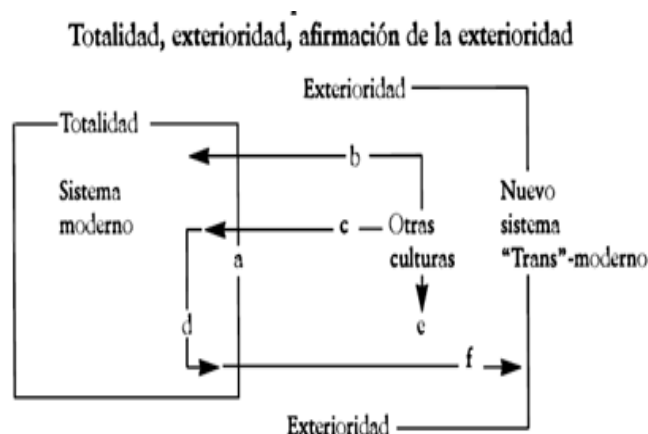 Totalidad, exterioridad, afirmación de la exterioridad
Exterioridad
Totalidad
b
Sistema
moderno
Nuevo
sistema
“Trans”-moderno
c
Otras
culturas
a
d
e
f
Exterioridad